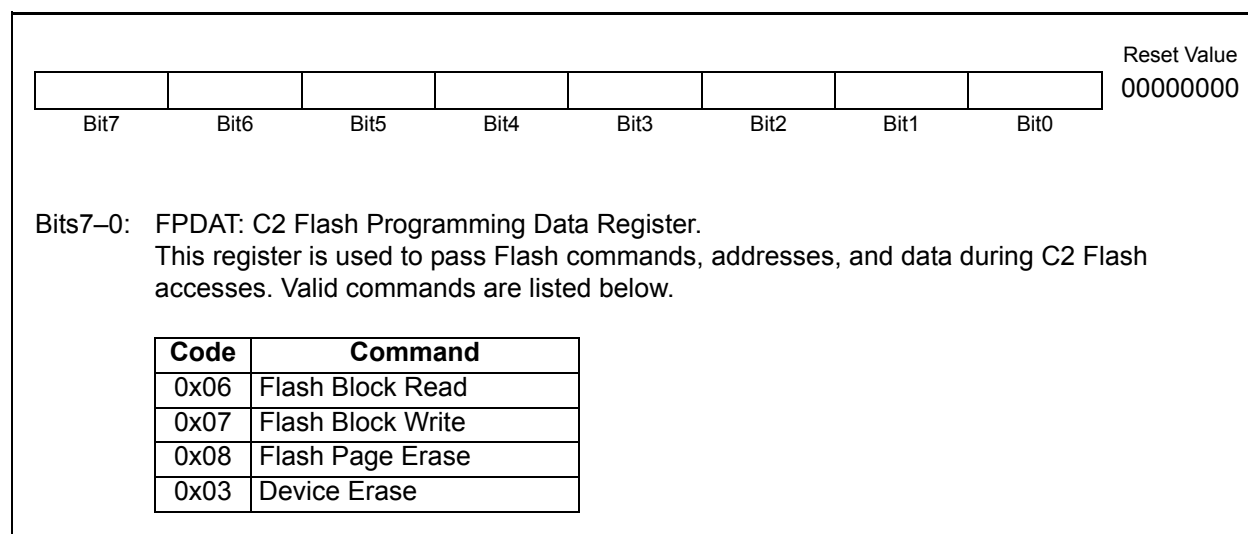 Reset Value
00000000
Bit7 Bit6 Bit5 Bit4 Bit3 Bit2 Bit1 Bit0
Bits7–0: FPDAT: C2 Flash Programming Data Register.
This register is used to pass Flash commands, addresses, and data during C2 Flash
accesses. Valid commands are listed below.
Code Command
0x06 Flash Block Read
0x07 Flash Block Write
0x08 Flash Page Erase
0x03 Device Erase